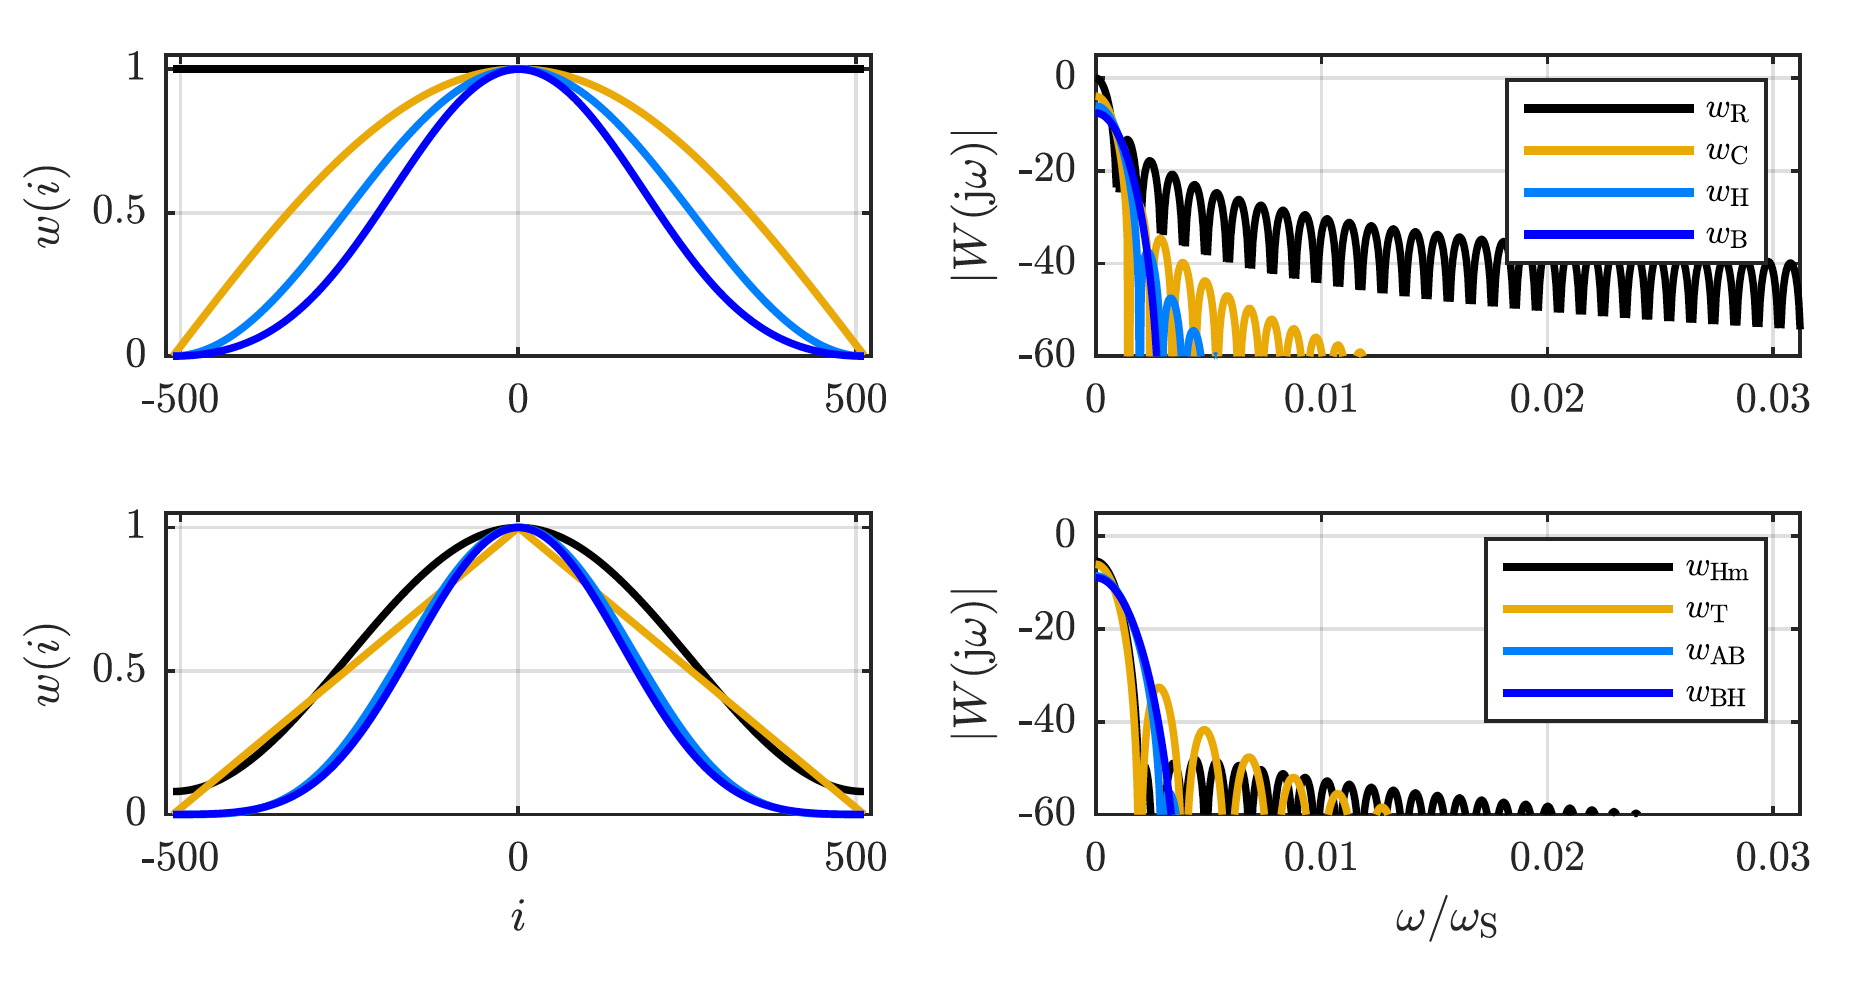 w(i)
1
0.5
0
-500 0 500
|W(jω)|
0
-20
-40
-60
0 0.01 0.02 0.03
w_R
w_C
w_H
w_B
w(i)
1
0.5
0
-500 0 500
i
|W(jω)|
0
-20
-40
-60
0 0.01 0.02 0.03
ω/ω_S
w_Hm
w_T
w_AB
w_BH